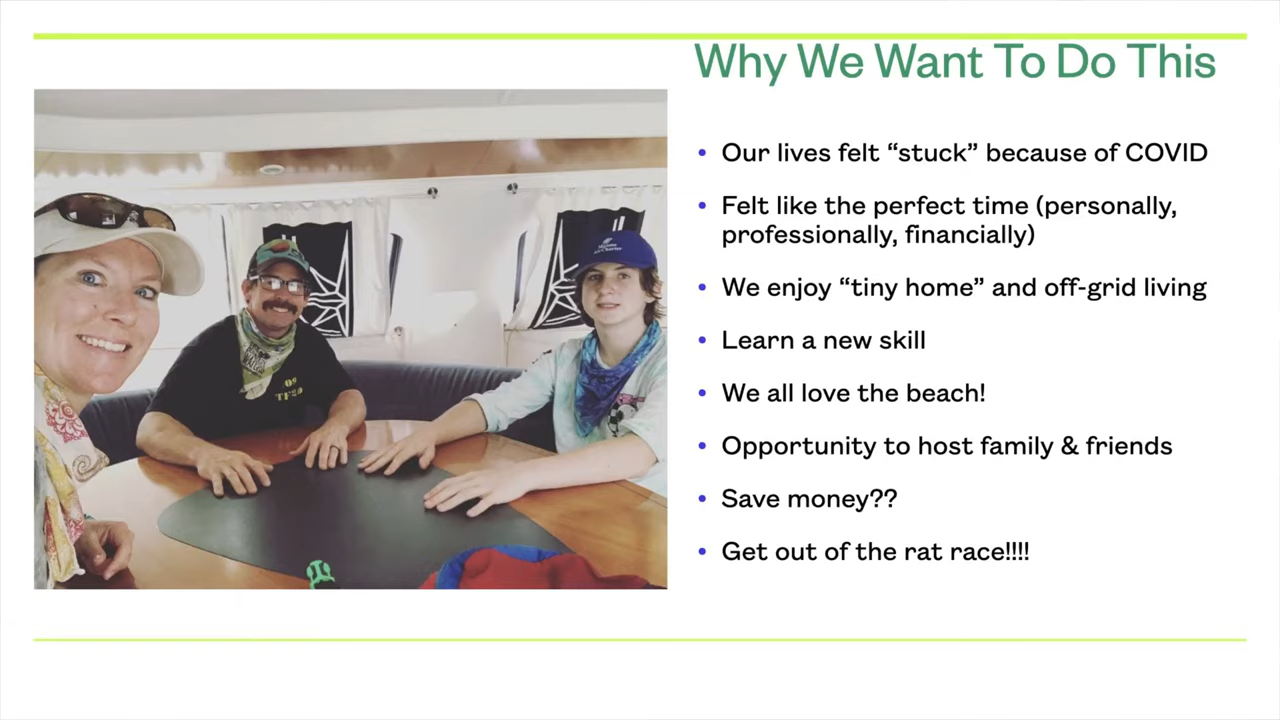 Why We Want To Do This
• Our lives felt “stuck” because of COVID
• Felt like the perfect time (personally,
professionally, financially)
• We enjoy “tiny home” and off-grid living
• Learn a new skill
• We all love the beach!
• Opportunity to host family & friends
• Save money??
• Get out of the rat race!!!!